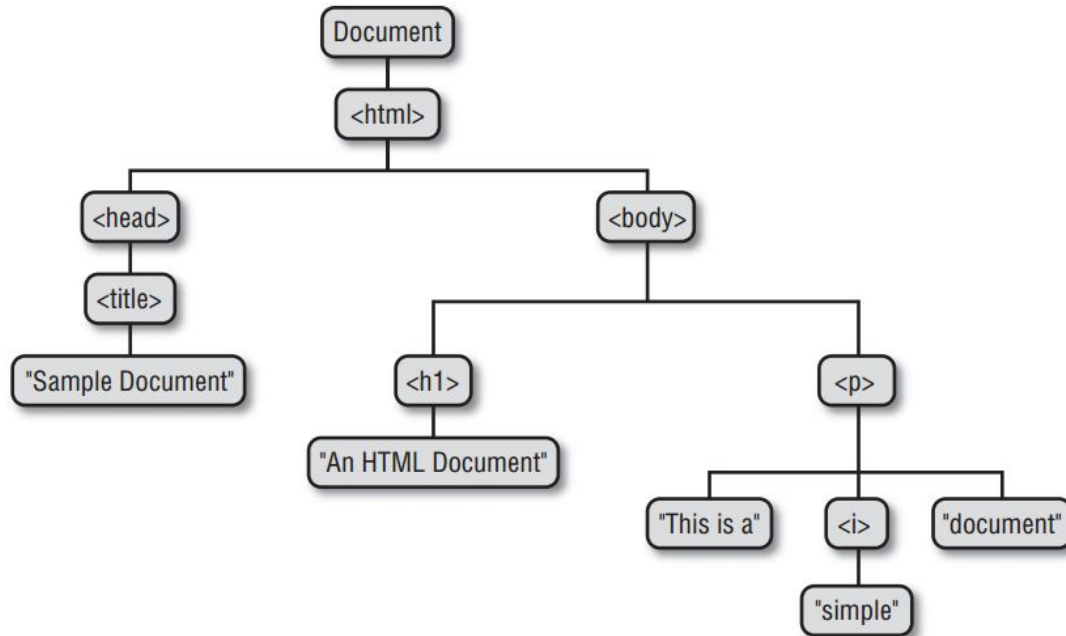 Document
<html>
<head>
<body>
<title>
"Sample Document"
<h1>
<p>
"An HTML Document"
"This is a"
<i>
"document"
"simple"